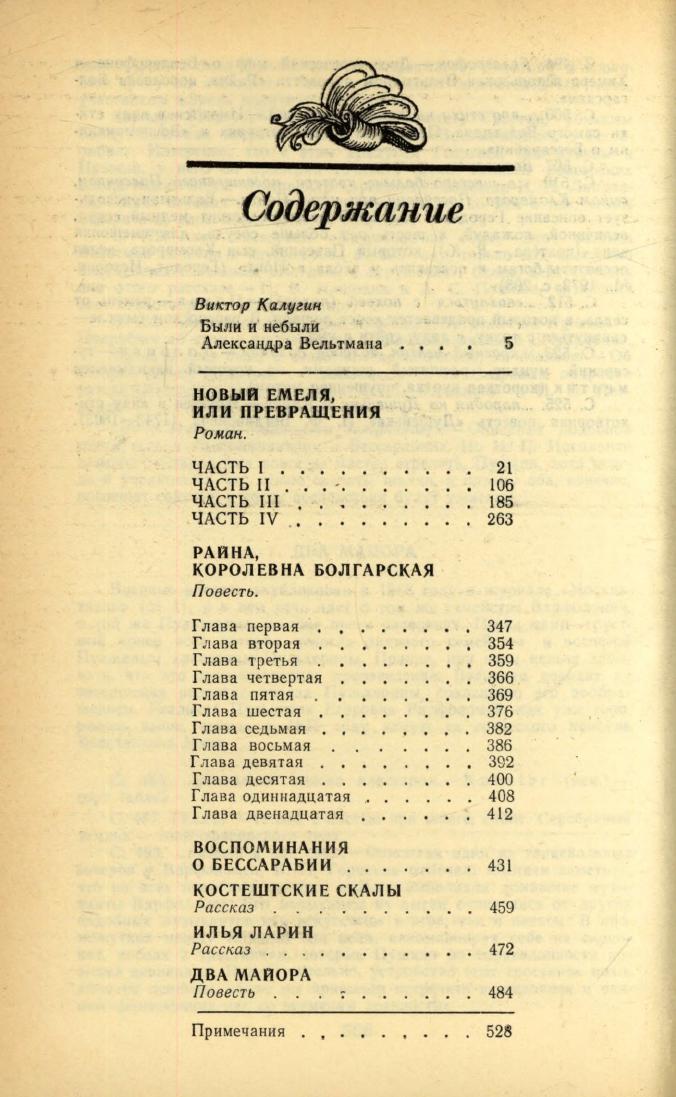 Содержание
Виктор Калугин
Были и небыли
Александра Вельтмана . . . . 5
НОВЫЙ ЕМЕЛЯ,
ИЛИ ПРЕВРАЩЕНИЯ
Роман.
ЧАСТЬ I . . . . . . . . . . 21
ЧАСТЬ II . . . . . . . . . . 106
ЧАСТЬ III . . . . . . . . . 185
ЧАСТЬ IV . . . . . . . . . 263
РАИНА,
КОРОЛЕВНА БОЛГАРСКАЯ
Повесть.
Глава первая . . . . . . . . 347
Глава вторая . . . . . . . . 354
Глава третья . . . . . . . . 359
Глава четвертая . . . . . . . 366
Глава пятая . . . . . . . . 369
Глава шестая . . . . . . . . 376
Глава седьмая . . . . . . . . 382
Глава восьмая . . . . . . . 386
Глава девятая . . . . . . . . 392
Глава десятая . . . . . . . . 400
Глава одиннадцатая . . . . . . 408
Глава двенадцатая . . . . . . 412
ВОСПОМИНАНИЯ
О БЕССАРАБИИ . . . . . . . 431
КОСТЕШТСКИЕ СКАЛЫ
Рассказ . . . . . . . . . . 459
ИЛЬЯ ЛАРИН
Рассказ . . . . . . . . . . 472
ДВА МАЙОРА
Повесть . . . . . . . . . . 484
Примечания . . . . . . . . . 528